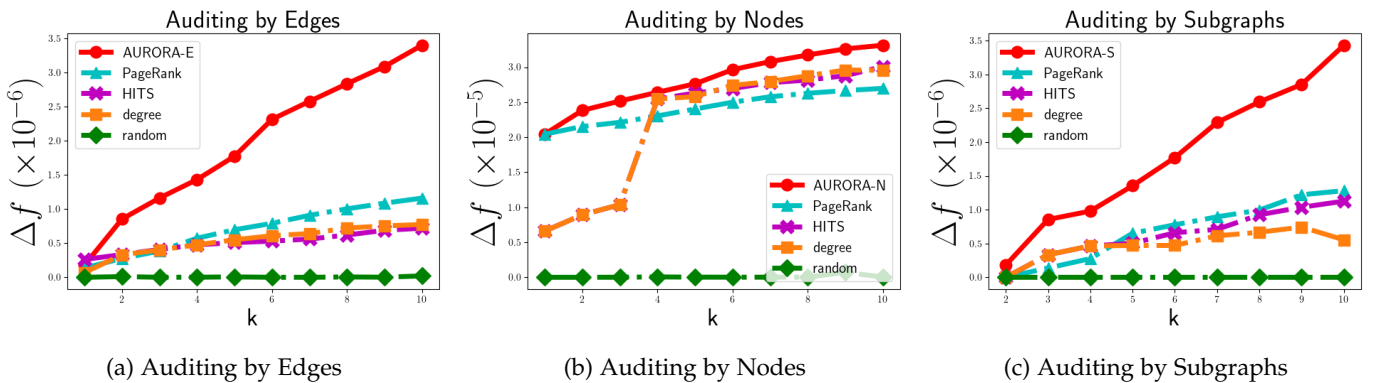 Auditing by Edges
Δf (×10⁻⁶)
3.5
3.0
2.5
2.0
1.5
1.0
0.5
0.0
AURORA-E
PageRank
HITS
degree
random
2
4
6
8
10
k
(a) Auditing by Edges
Auditing by Nodes
Δf (×10⁻⁵)
3.0
2.5
2.0
1.5
1.0
0.5
0.0
AURORA-N
PageRank
HITS
degree
random
2
4
6
8
10
k
(b) Auditing by Nodes
Auditing by Subgraphs
Δf (×10⁻⁶)
3.5
3.0
2.5
2.0
1.5
1.0
0.5
0.0
AURORA-S
PageRank
HITS
degree
random
2
3
4
5
6
7
8
9
10
k
(c) Auditing by Subgraphs